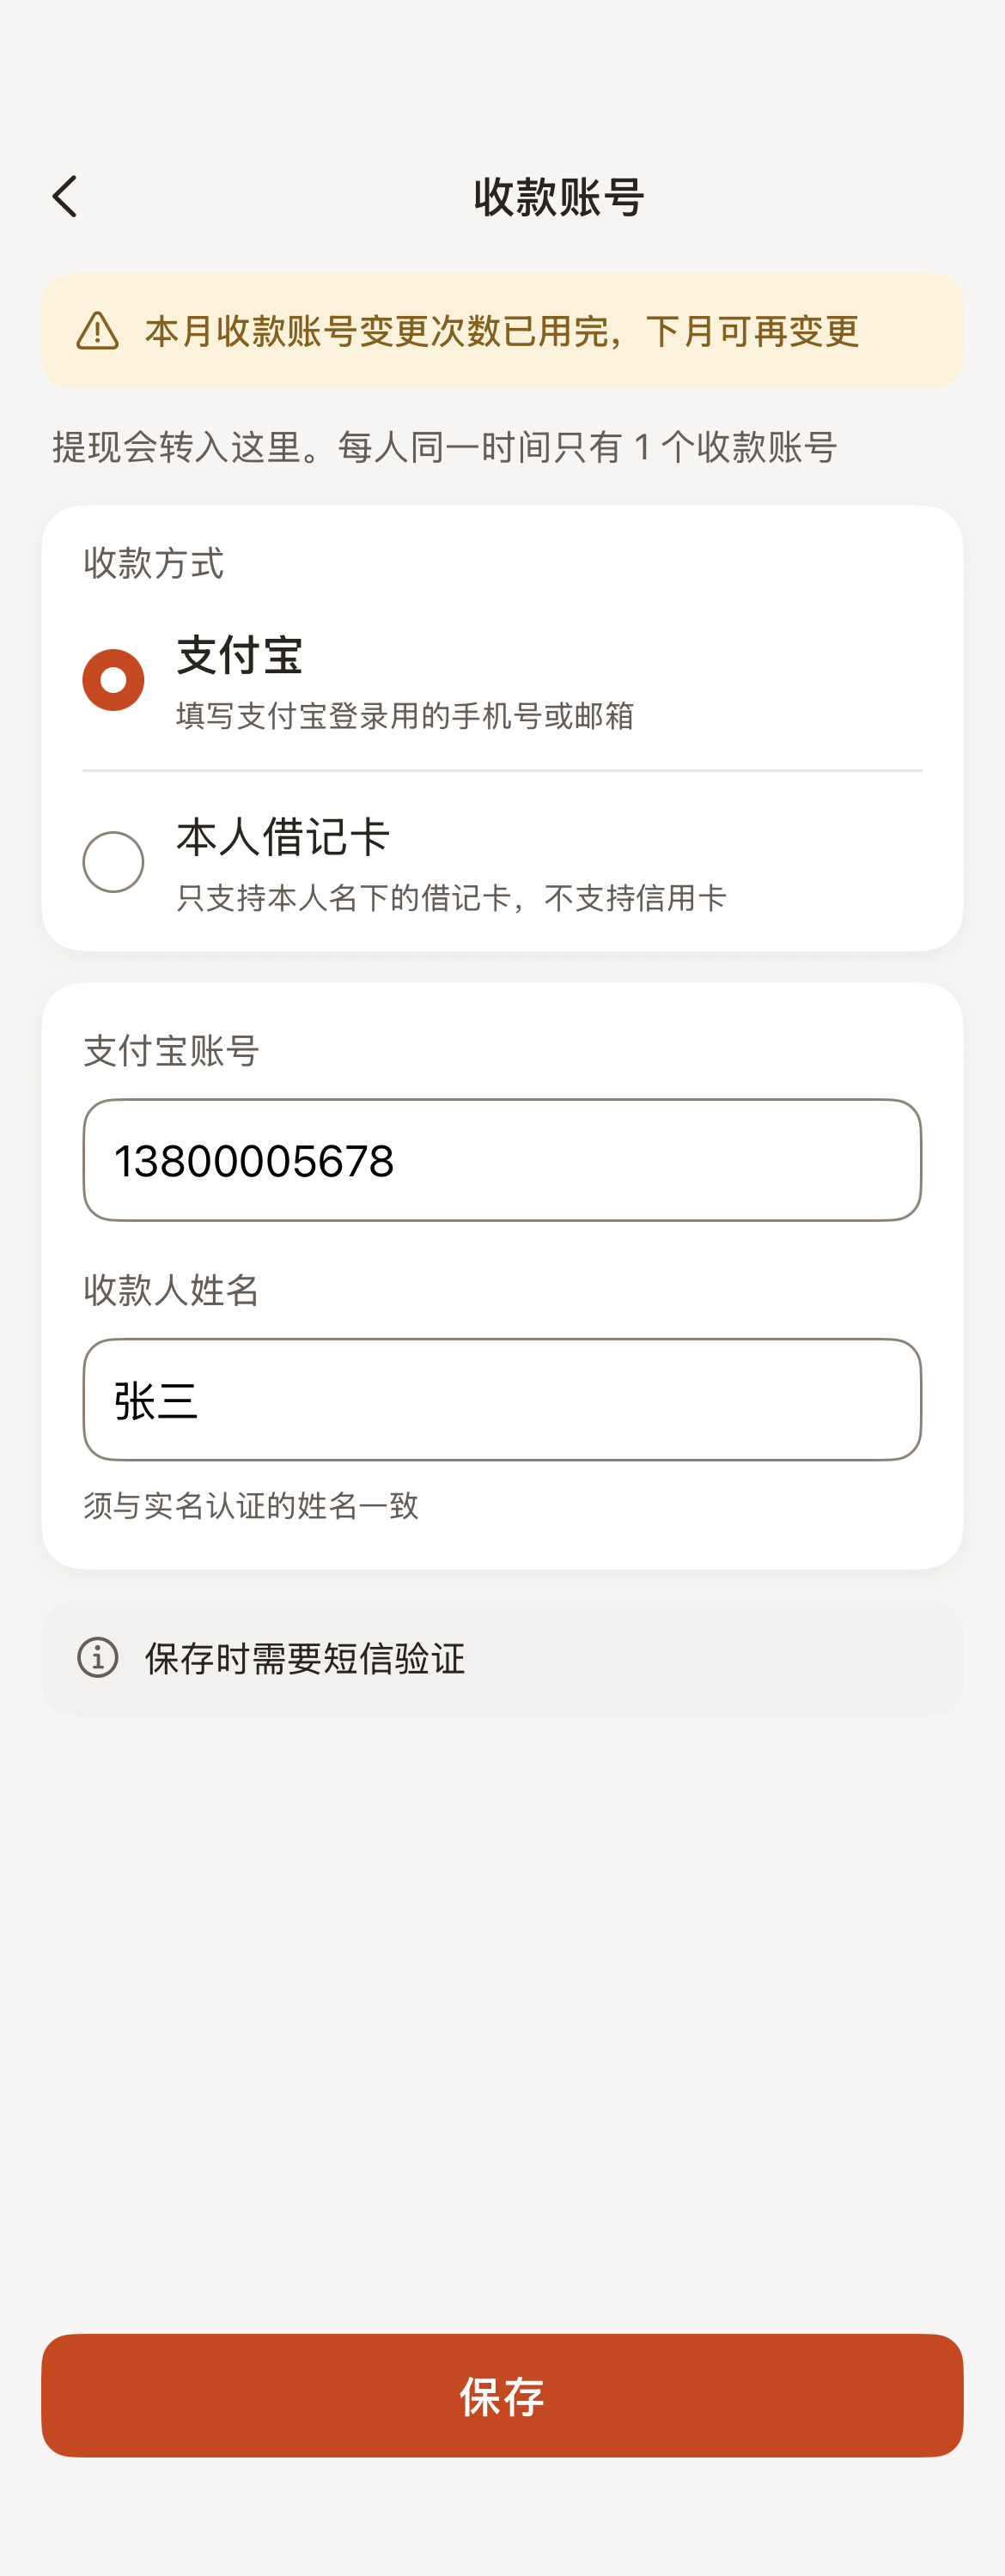 收款账号
本月收款账号变更次数已用完，下月可再变更
提现会转入这里。每人同一时间只有 1 个收款账号
收款方式
支付宝
填写支付宝登录用的手机号或邮箱
本人借记卡
只支持本人名下的借记卡，不支持信用卡
支付宝账号
13800005678
收款人姓名
张三
须与实名认证的姓名一致
保存时需要短信验证
保存